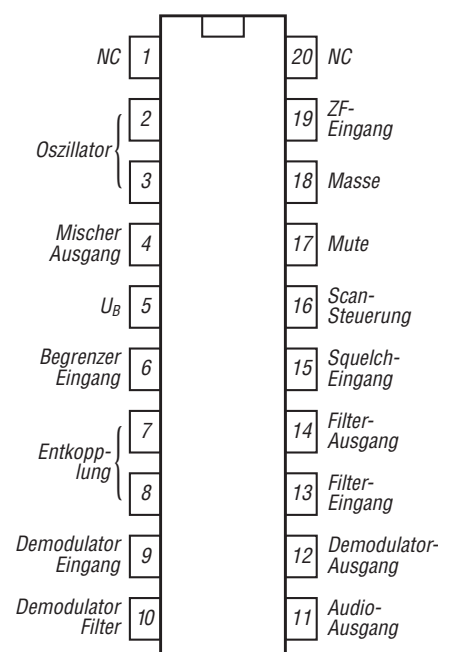 NC 1
20 NC
2
19 ZF-
Eingang
Oszillator
3
18 Masse
Mischer
Ausgang
4
17 Mute
UB 5
16 Scan-
Steuerung
Begrenzer
Eingang
6
15 Squelch-
Eingang
7
14 Filter-
Ausgang
Entkopp-
lung
8
13 Filter-
Eingang
Demodulator
Eingang
9
12 Demodulator-
Ausgang
Demodulator
Filter
10
11 Audio-
Ausgang